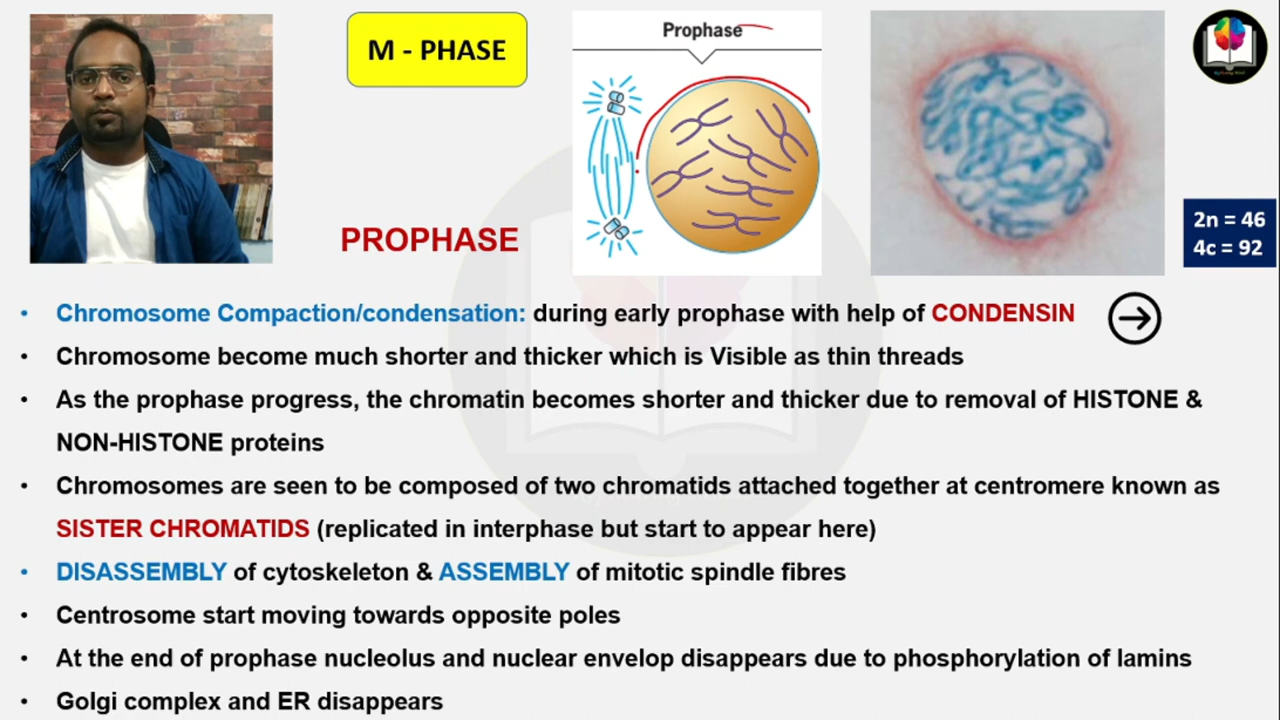 M - PHASE
Prophase
PROPHASE
2n = 46
4c = 92
• Chromosome Compaction/condensation: during early prophase with help of CONDENSIN
• Chromosome become much shorter and thicker which is Visible as thin threads
• As the prophase progress, the chromatin becomes shorter and thicker due to removal of HISTONE &
NON-HISTONE proteins
• Chromosomes are seen to be composed of two chromatids attached together at centromere known as
SISTER CHROMATIDS (replicated in interphase but start to appear here)
• DISASSEMBLY of cytoskeleton & ASSEMBLY of mitotic spindle fibres
• Centrosome start moving towards opposite poles
• At the end of prophase nucleolus and nuclear envelop disappears due to phosphorylation of lamins
• Golgi complex and ER disappears